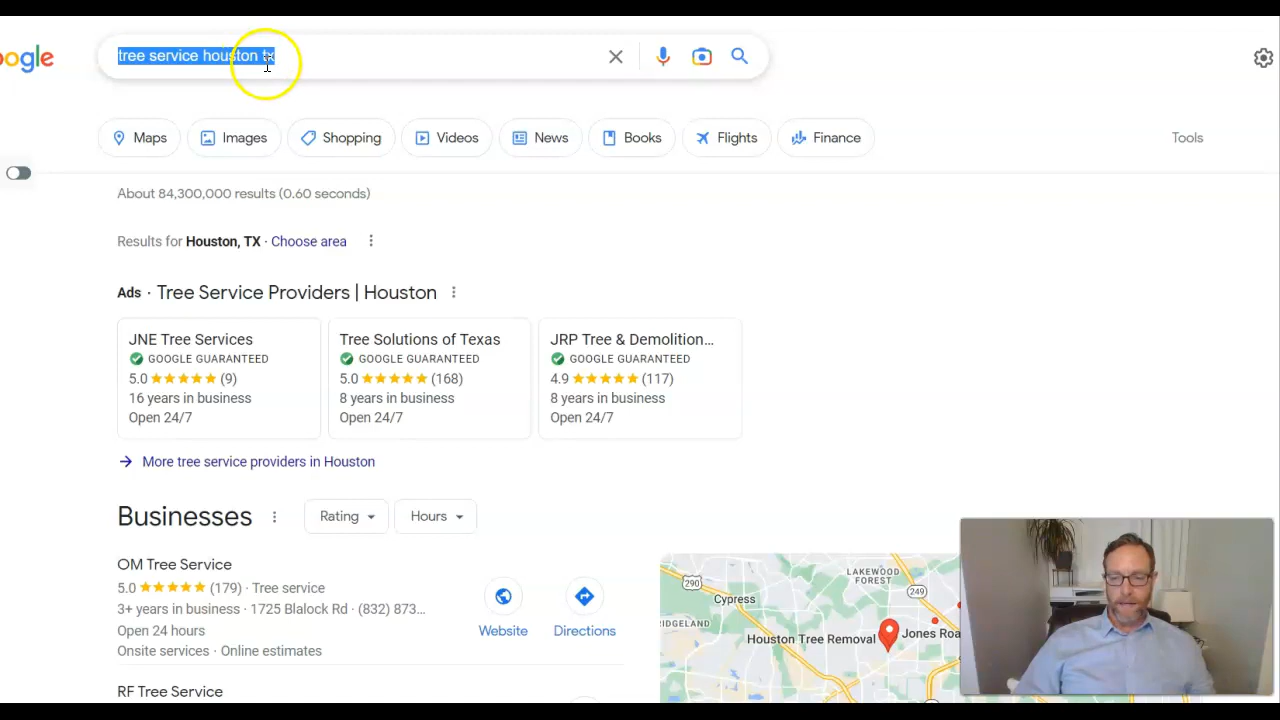 oogle
tree service houston tx
Maps
Images
Shopping
Videos
News
Books
Flights
Finance
Tools
About 84,300,000 results (0.60 seconds)
Results for Houston, TX · Choose area
Ads · Tree Service Providers | Houston
JNE Tree Services
GOOGLE GUARANTEED
5.0 (9)
16 years in business
Open 24/7
Tree Solutions of Texas
GOOGLE GUARANTEED
5.0 (168)
8 years in business
Open 24/7
JRP Tree & Demolition...
GOOGLE GUARANTEED
4.9 (117)
8 years in business
Open 24/7
More tree service providers in Houston
Businesses
Rating
Hours
OM Tree Service
5.0 (179) · Tree service
3+ years in business · 1725 Blalock Rd · (832) 873...
Open 24 hours
Onsite services · Online estimates
Website
Directions
RF Tree Service
290
Cypress
LAKEWOOD
FOREST
249
RIDGELAND
Houston Tree Removal
Jones Roa